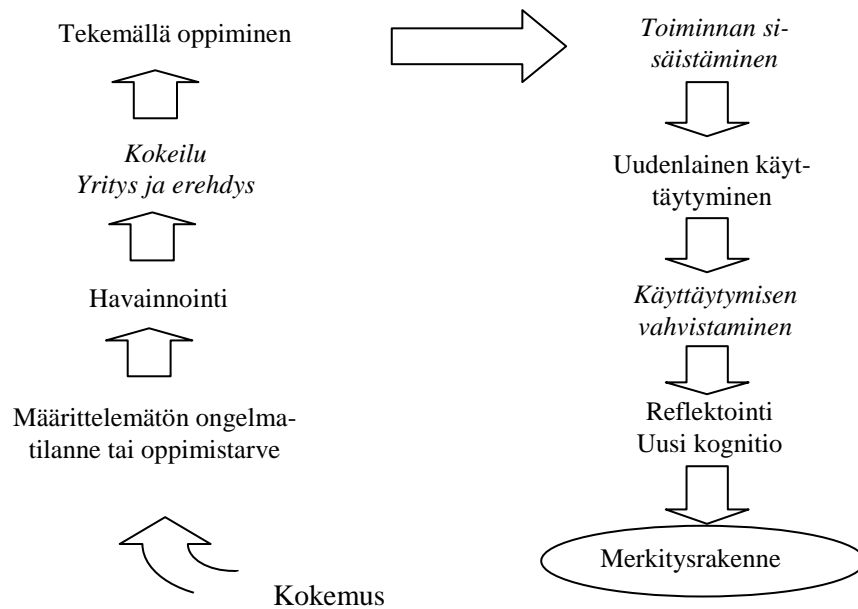 Tekemällä oppiminen
Kokeilu
Yritys ja erehdys
Havainnointi
Määrittelemätön ongelma-
tilanne tai oppimistarve
Kokemus
Toiminnan si-
säistäminen
Uudenlainen käyt-
täytyminen
Käyttäytymisen
vahvistaminen
Reflektointi
Uusi kognitio
Merkitysrakenne